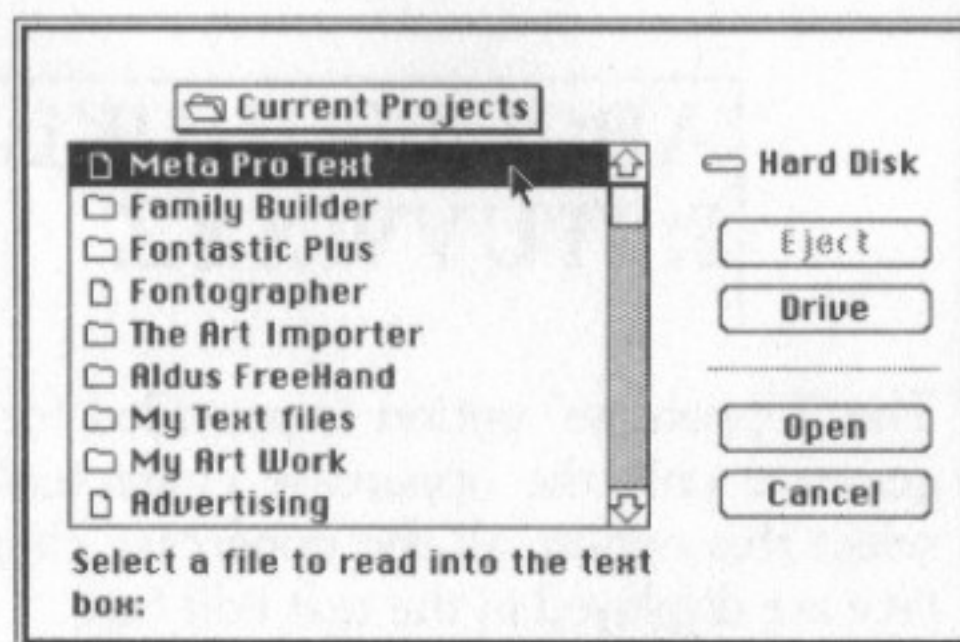 Current Projects
Meta Pro Text
Family Builder
Fontastic Plus
Fontographer
The Art Importer
Aldus FreeHand
My Text files
My Art Work
Advertising
Select a file to read into the text
box:
Hard Disk
Eject
Drive
Open
Cancel